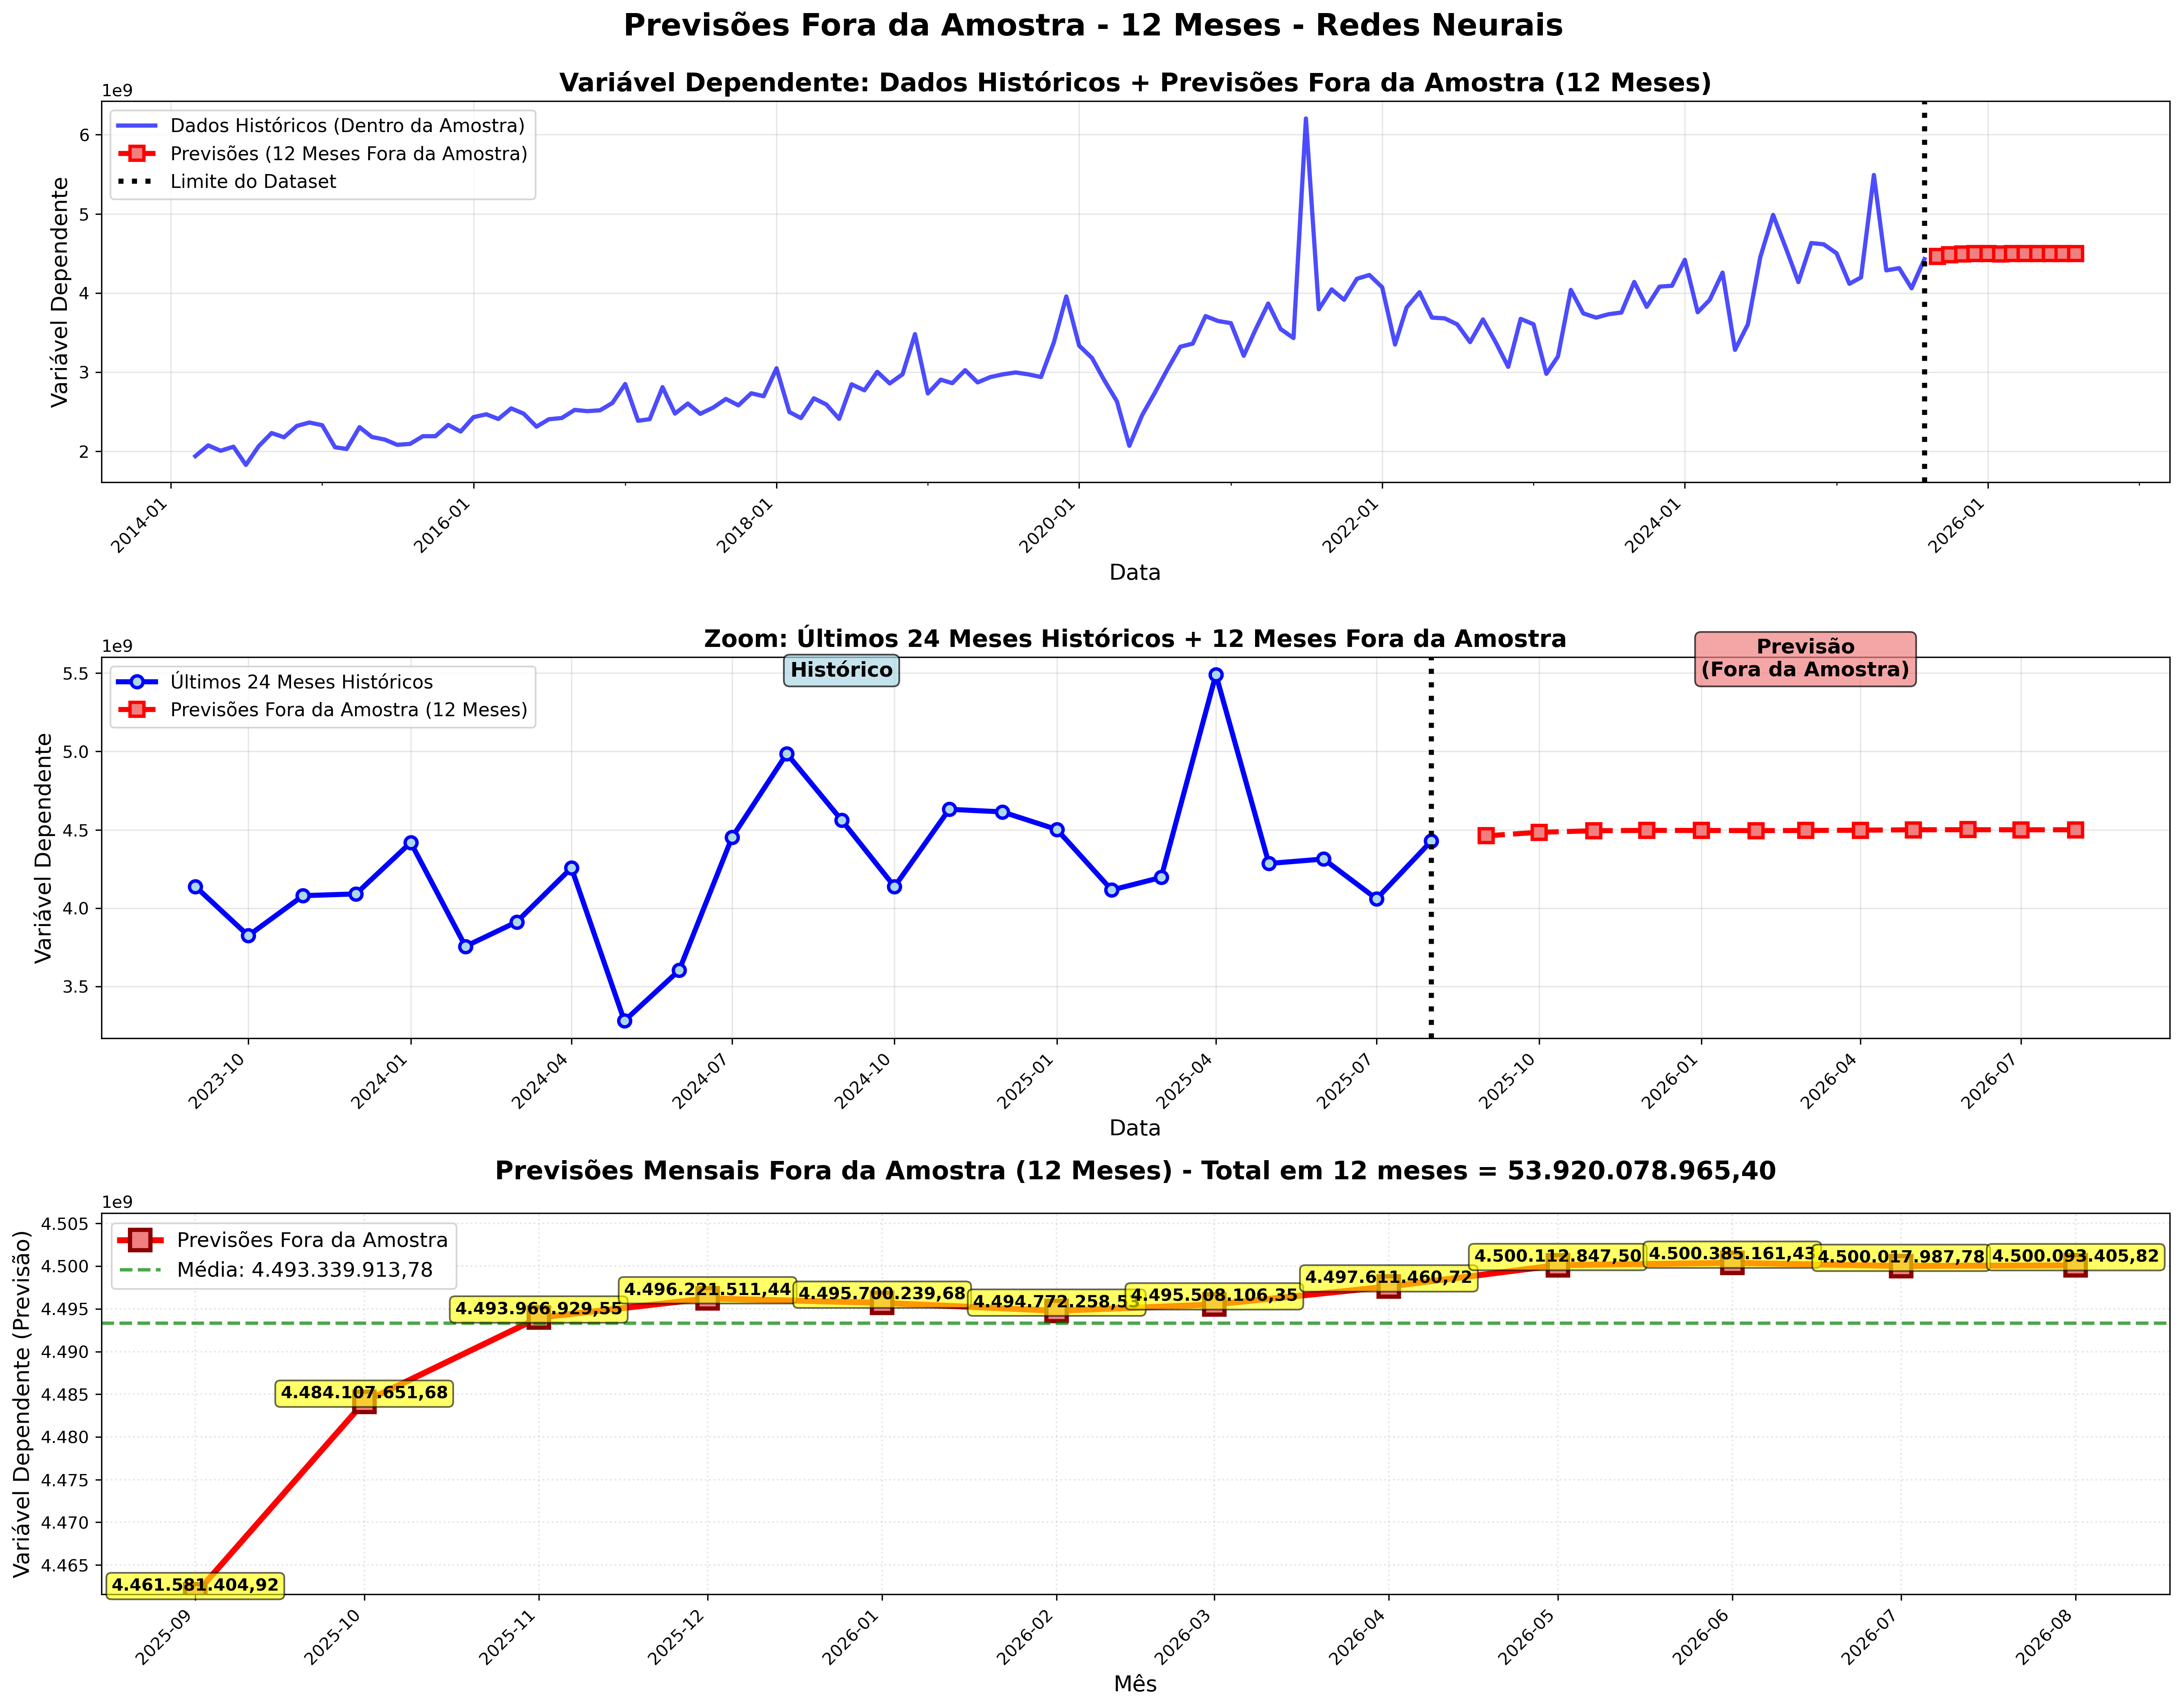 Previsões Fora da Amostra - 12 Meses - Redes Neurais
Variável Dependente: Dados Históricos + Previsões Fora da Amostra (12 Meses)
1e9
Dados Históricos (Dentro da Amostra)
Previsões (12 Meses Fora da Amostra)
Limite do Dataset
Variável Dependente
6
5
4
3
2
2014-01
2016-01
2018-01
2020-01
2022-01
2024-01
2026-01
Data
Zoom: Últimos 24 Meses Históricos + 12 Meses Fora da Amostra
1e9
Histórico
Previsão
(Fora da Amostra)
Últimos 24 Meses Históricos
Previsões Fora da Amostra (12 Meses)
Variável Dependente
5.5
5.0
4.5
4.0
3.5
2023-10
2024-01
2024-04
2024-07
2024-10
2025-01
2025-04
2025-07
2025-10
2026-01
2026-04
2026-07
Data
Previsões Mensais Fora da Amostra (12 Meses) - Total em 12 meses = 53.920.078.965,40
1e9
Previsões Fora da Amostra
Média: 4.493.339.913,78
Variável Dependente (Previsão)
4.505
4.500
4.495
4.490
4.485
4.480
4.475
4.470
4.465
4.461.581.404,92
4.484.107.651,68
4.493.966.929,55
4.496.221.511,44
4.495.700.239,68
4.495.508.106,35
4.497.611.460,72
4.500.112.847,50
4.500.385.161,43
4.500.017.987,78
4.500.093.405,82
2025-09
2025-10
2025-11
2025-12
2026-01
2026-02
2026-03
2026-04
2026-05
2026-06
2026-07
2026-08
Mês